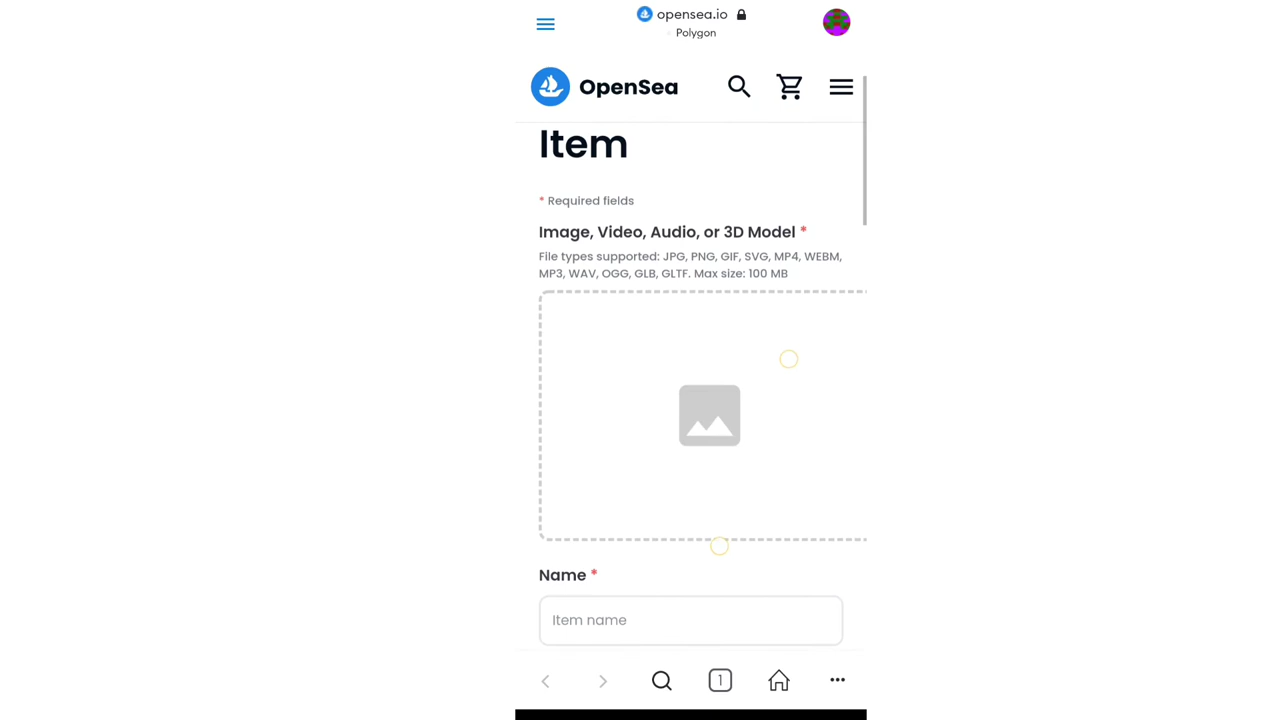 opensea.io
Polygon
OpenSea
Item
* Required fields
Image, Video, Audio, or 3D Model *
File types supported: JPG, PNG, GIF, SVG, MP4, WEBM,
MP3, WAV, OGG, GLB, GLTF. Max size: 100 MB
Name *
Item name
1